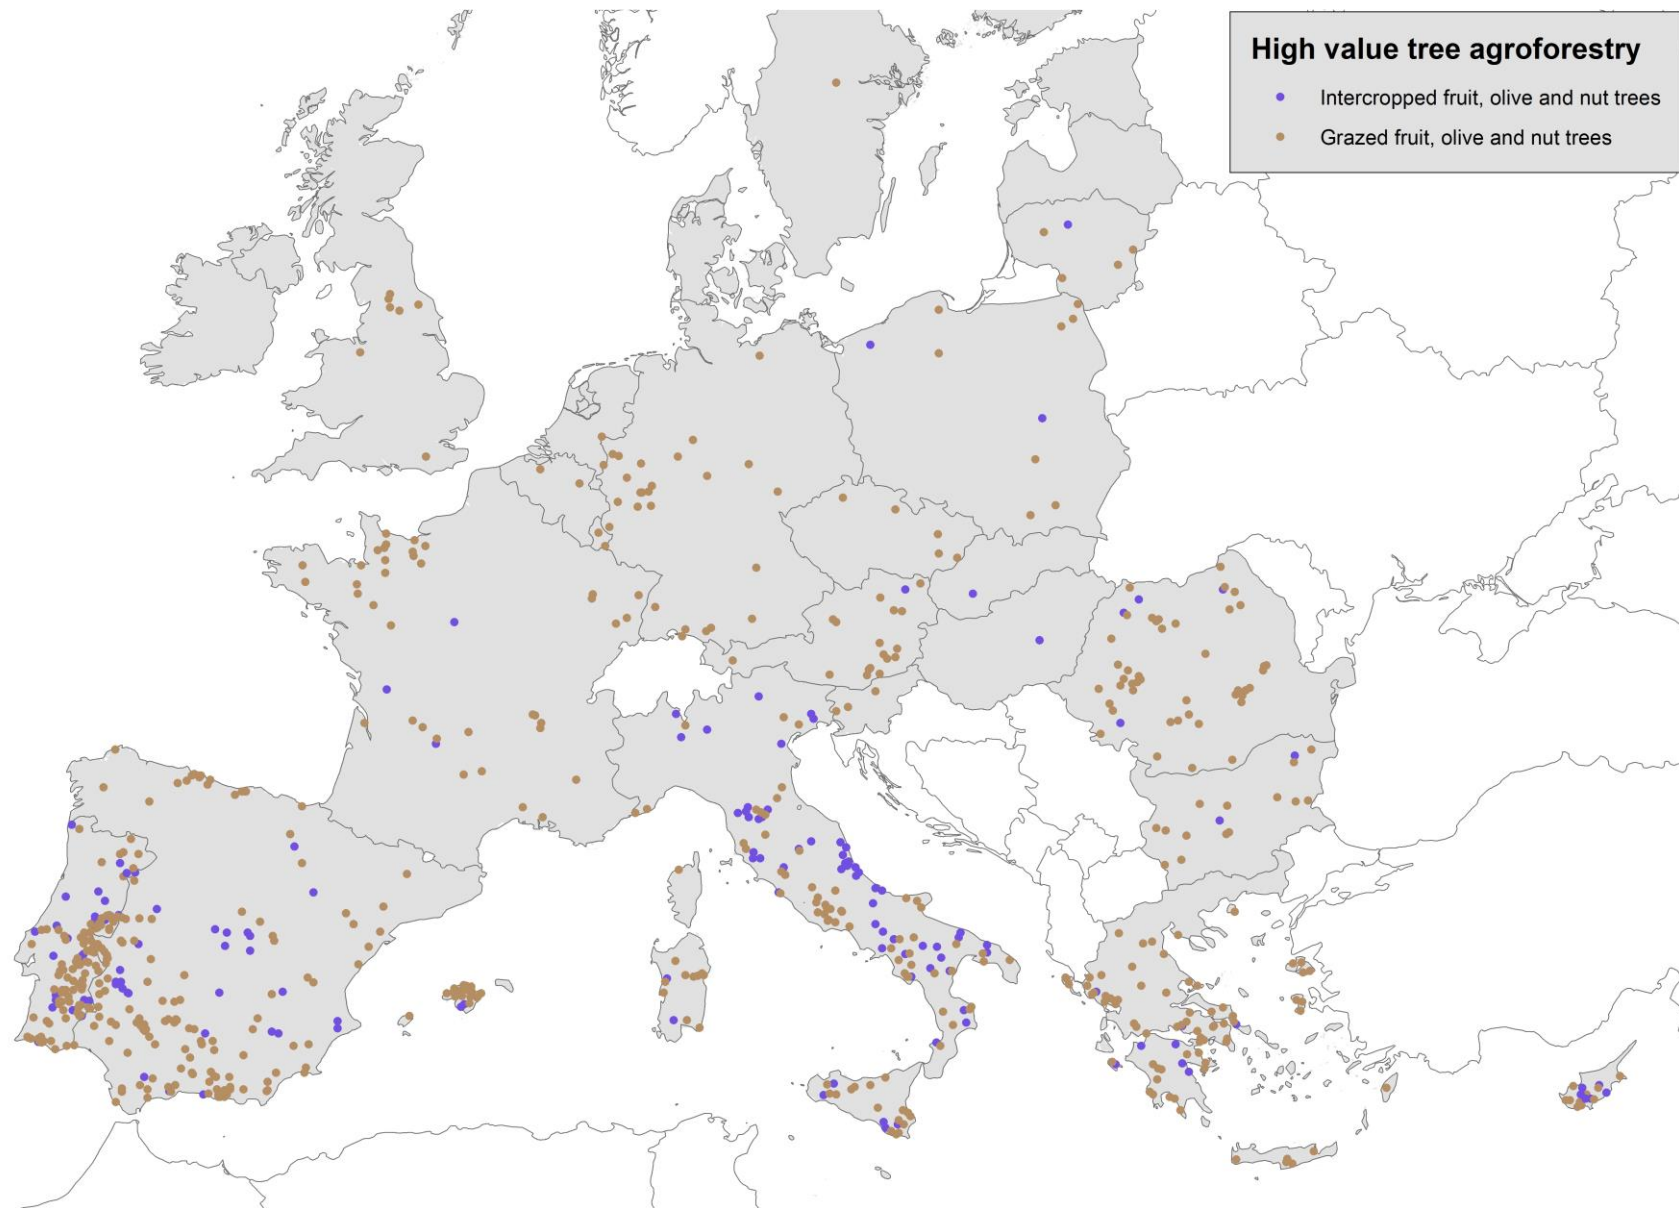 High value tree agroforestry
Intercropped fruit, olive and nut trees
Grazed fruit, olive and nut trees